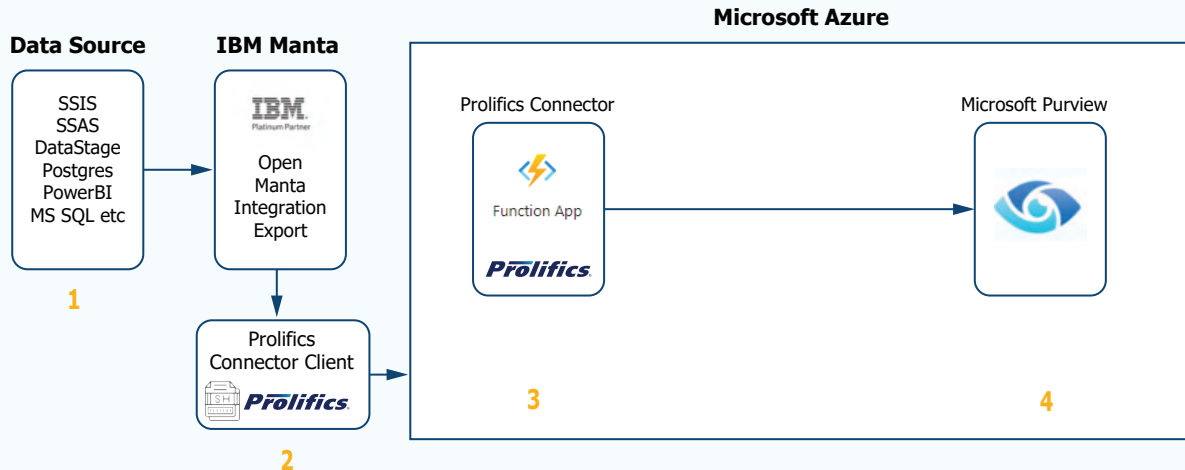 Microsoft Azure
Data Source
IBM Manta
SSIS
SSAS
DataStage
Postgres
PowerBI
MS SQL etc
IBM.
Platinum Partner
Open
Manta
Integration
Export
Prolifics Connector
Function App
Prolifics.
Microsoft Purview
1
Prolifics
Connector Client
SH
Prolifics.
2
3
4